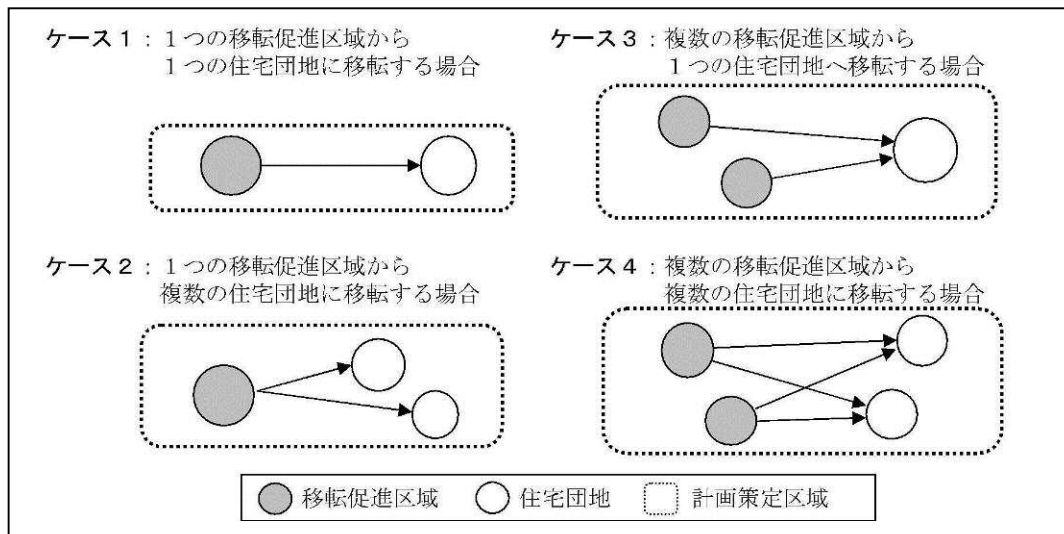 ケース1：1つの移転促進区域から
1つの住宅団地に移転する場合
ケース2：1つの移転促進区域から
複数の住宅団地に移転する場合
ケース3：複数の移転促進区域から
1つの住宅団地へ移転する場合
ケース4：複数の移転促進区域から
複数の住宅団地に移転する場合
移転促進区域 住宅団地 計画策定区域